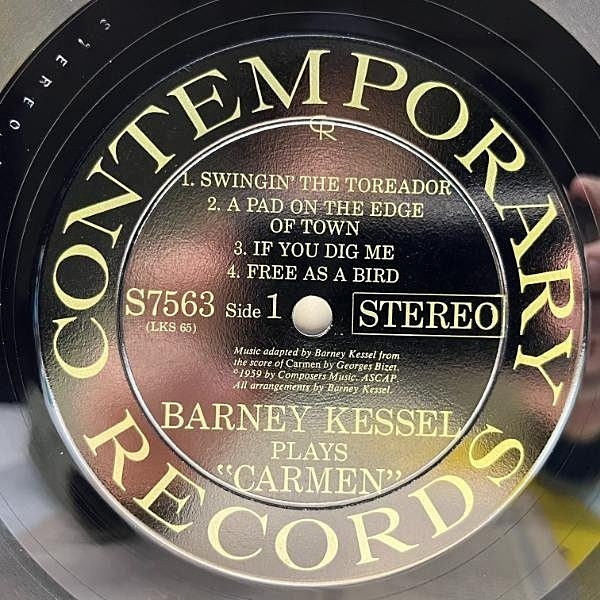 STEREO
CONTEMPORARY
CR
1. SWINGIN' THE TOREADOR
2. A PAD ON THE EDGE
OF TOWN
3. IF YOU DIG ME
4. FREE AS A BIRD
S7563 Side 1 STEREO
(LKS 65)
Music adapted by Barney Kessel from
the score of Carmen by Georges Bizet.
©1959 by Composers Music, ASCAP
All arrangements by Barney Kessel.
BARNEY KESSEL
PLAYS
"CARMEN"
RECORDS